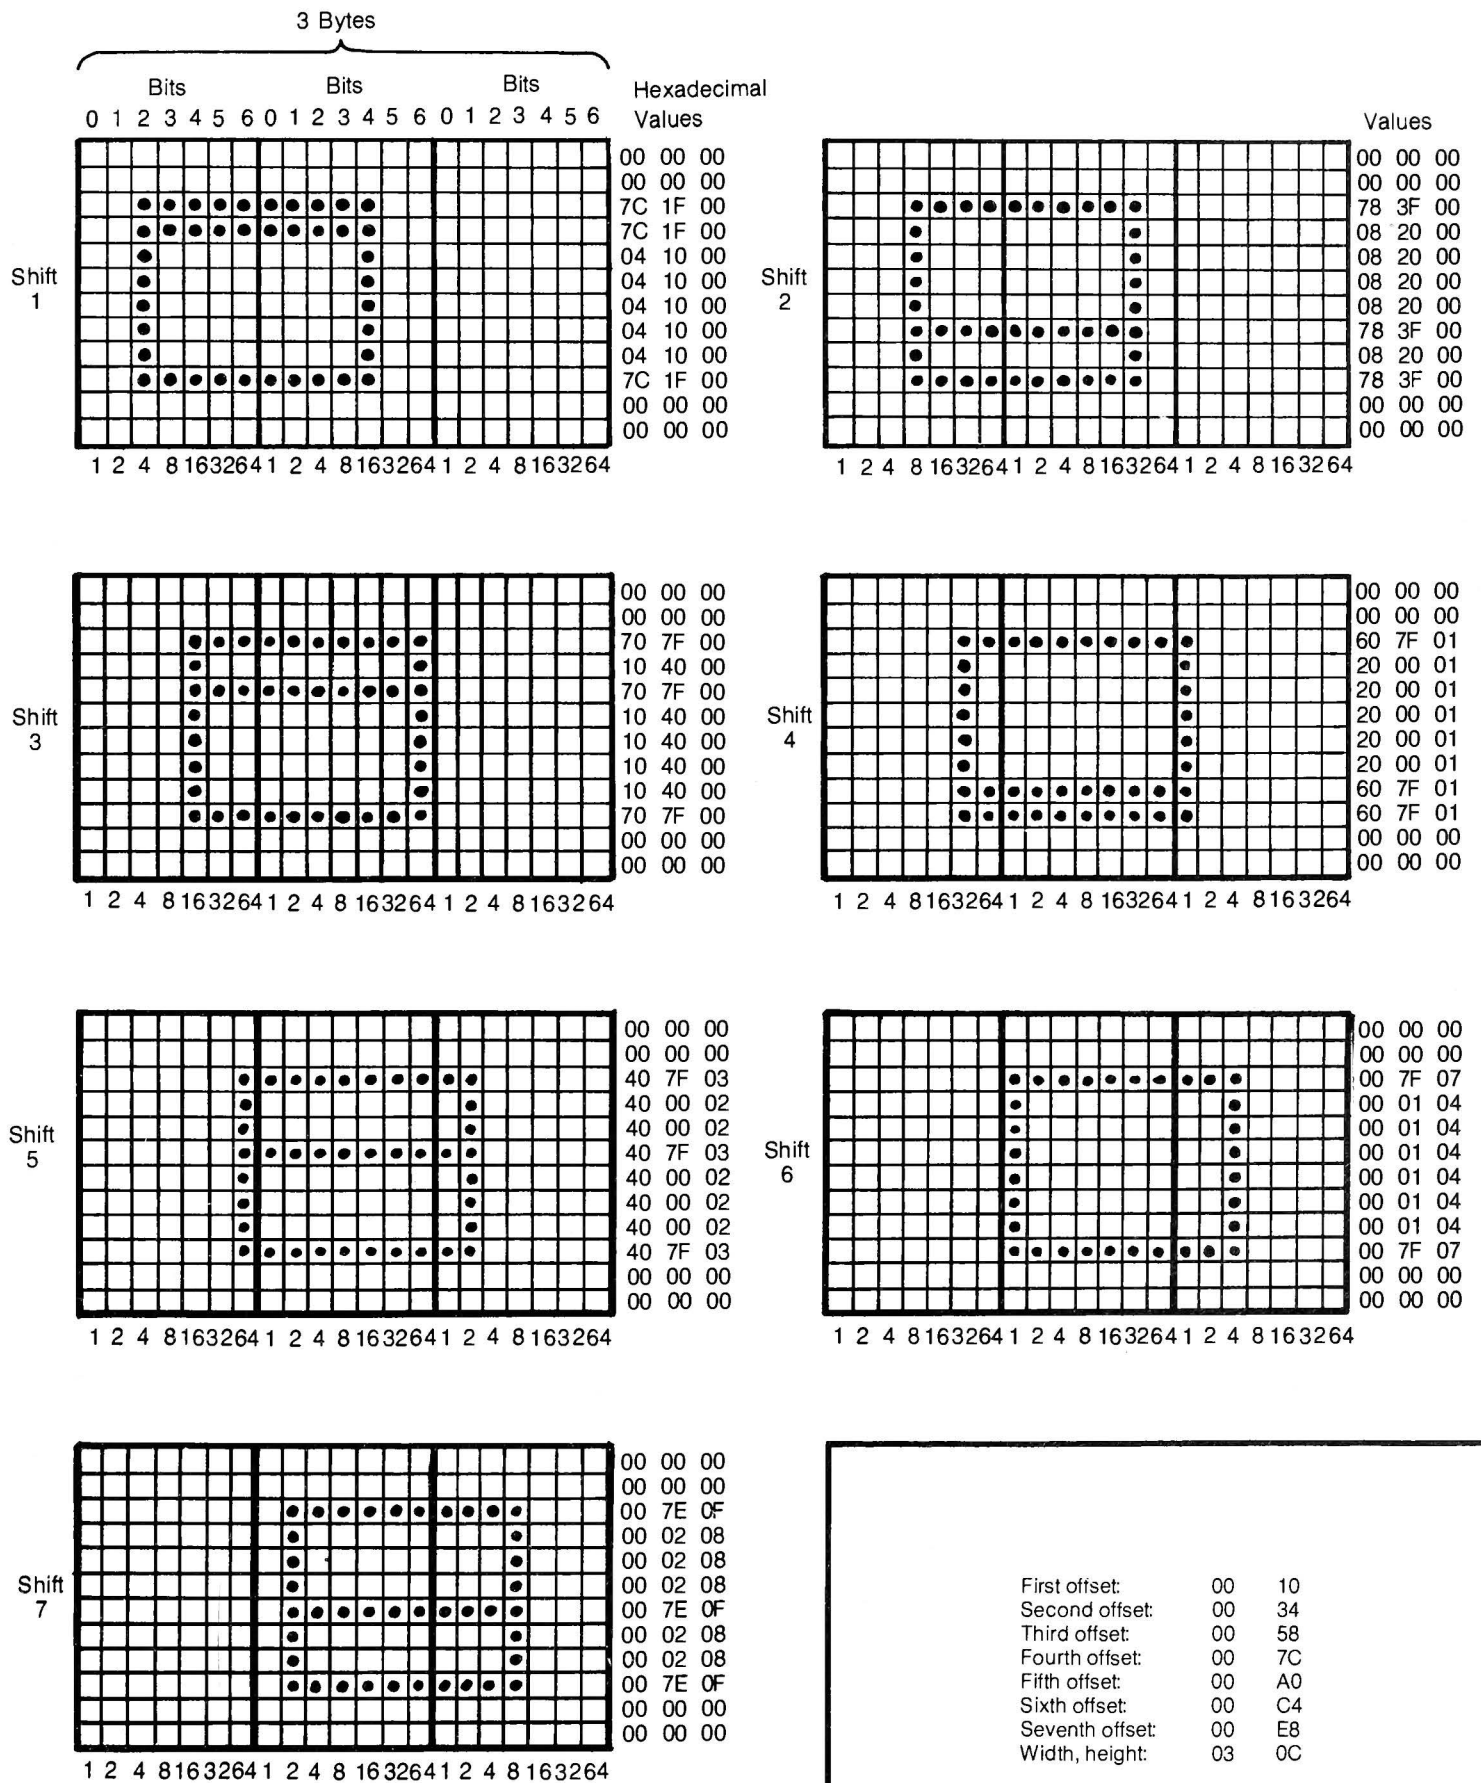 3 Bytes
Bits Bits Bits Hexadecimal
0 1 2 3 4 5 6 0 1 2 3 4 5 6 0 1 2 3 4 5 6 Values
Shift
1
00 00 00
00 00 00
7C 1F 00
7C 1F 00
04 10 00
04 10 00
04 10 00
04 10 00
04 10 00
7C 1F 00
00 00 00
00 00 00
1 2 4 8 16 32 64 1 2 4 8 16 32 64 1 2 4 8 16 32 64
Values
Shift
2
00 00 00
00 00 00
78 3F 00
08 20 00
08 20 00
08 20 00
08 20 00
78 3F 00
08 20 00
78 3F 00
00 00 00
00 00 00
1 2 4 8 16 32 64 1 2 4 8 16 32 64 1 2 4 8 16 32 64
Shift
3
00 00 00
00 00 00
70 7F 00
10 40 00
70 7F 00
10 40 00
10 40 00
10 40 00
10 40 00
70 7F 00
00 00 00
00 00 00
1 2 4 8 16 32 64 1 2 4 8 16 32 64 1 2 4 8 16 32 64
Shift
4
00 00 00
00 00 00
60 7F 01
20 00 01
20 00 01
20 00 01
20 00 01
20 00 01
60 7F 01
60 7F 01
00 00 00
00 00 00
1 2 4 8 16 32 64 1 2 4 8 16 32 64 1 2 4 8 16 32 64
Shift
5
00 00 00
00 00 00
40 7F 03
40 00 02
40 00 02
40 7F 03
40 00 02
40 00 02
40 00 02
40 7F 03
00 00 00
00 00 00
1 2 4 8 16 32 64 1 2 4 8 16 32 64 1 2 4 8 16 32 64
Shift
6
00 00 00
00 00 00
00 7F 07
00 01 04
00 01 04
00 01 04
00 01 04
00 01 04
00 01 04
00 7F 07
00 00 00
00 00 00
1 2 4 8 16 32 64 1 2 4 8 16 32 64 1 2 4 8 16 32 64
Shift
7
00 00 00
00 00 00
00 7E 0F
00 02 08
00 02 08
00 02 08
00 7E 0F
00 02 08
00 02 08
00 7E 0F
00 00 00
00 00 00
1 2 4 8 16 32 64 1 2 4 8 16 32 64 1 2 4 8 16 32 64
First offset: 00 10
Second offset: 00 34
Third offset: 00 58
Fourth offset: 00 7C
Fifth offset: 00 A0
Sixth offset: 00 C4
Seventh offset: 00 E8
Width, height: 03 0C